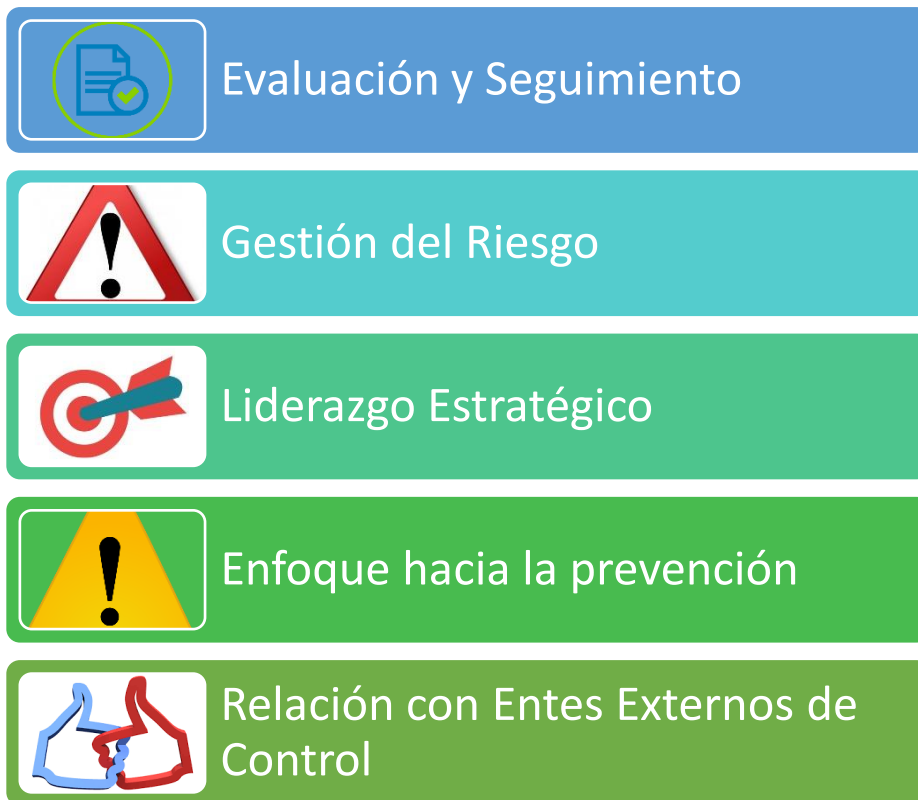 Evaluación y Seguimiento
Gestión del Riesgo
Liderazgo Estratégico
Enfoque hacia la prevención
Relación con Entes Externos de
Control